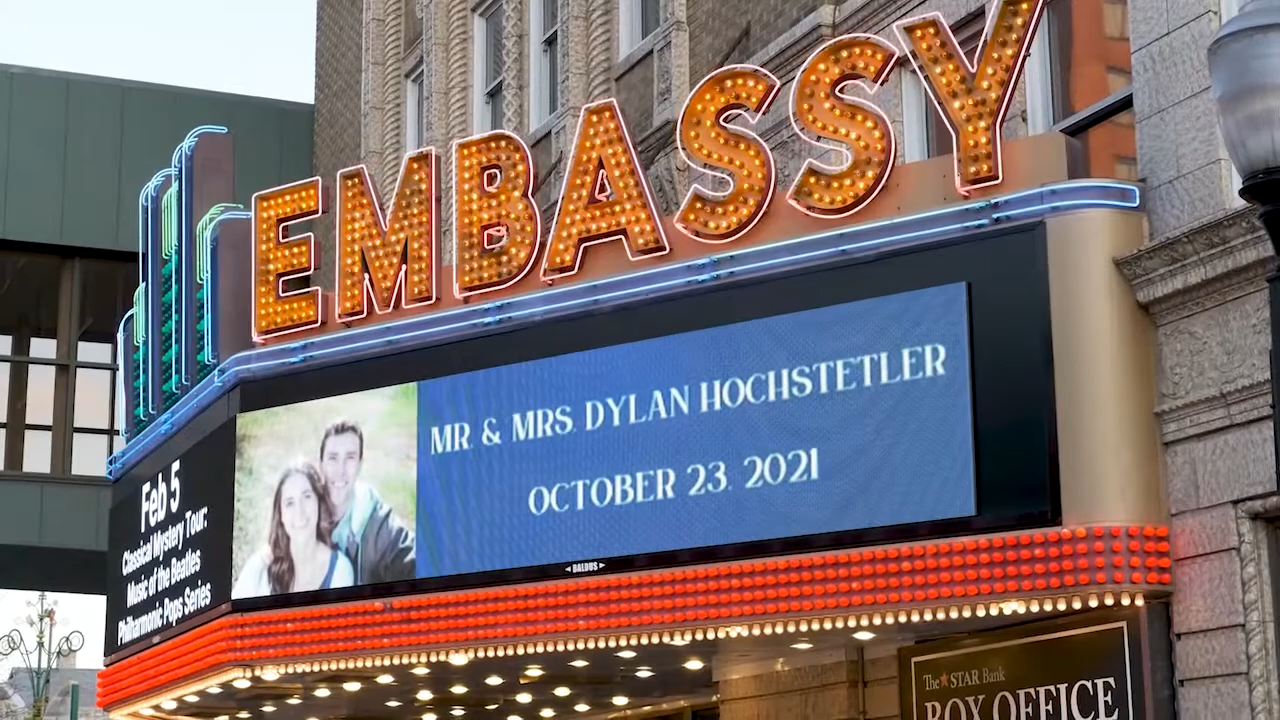 EMBASSY
MR. & MRS. DYLAN HOCHSTETLER
OCTOBER 23, 2021
Feb 5
Classical Mystery Tour:
Music of the Beatles
Philharmonic Pops Series
DALDUS
The STAR Bank
BOX OFFICE